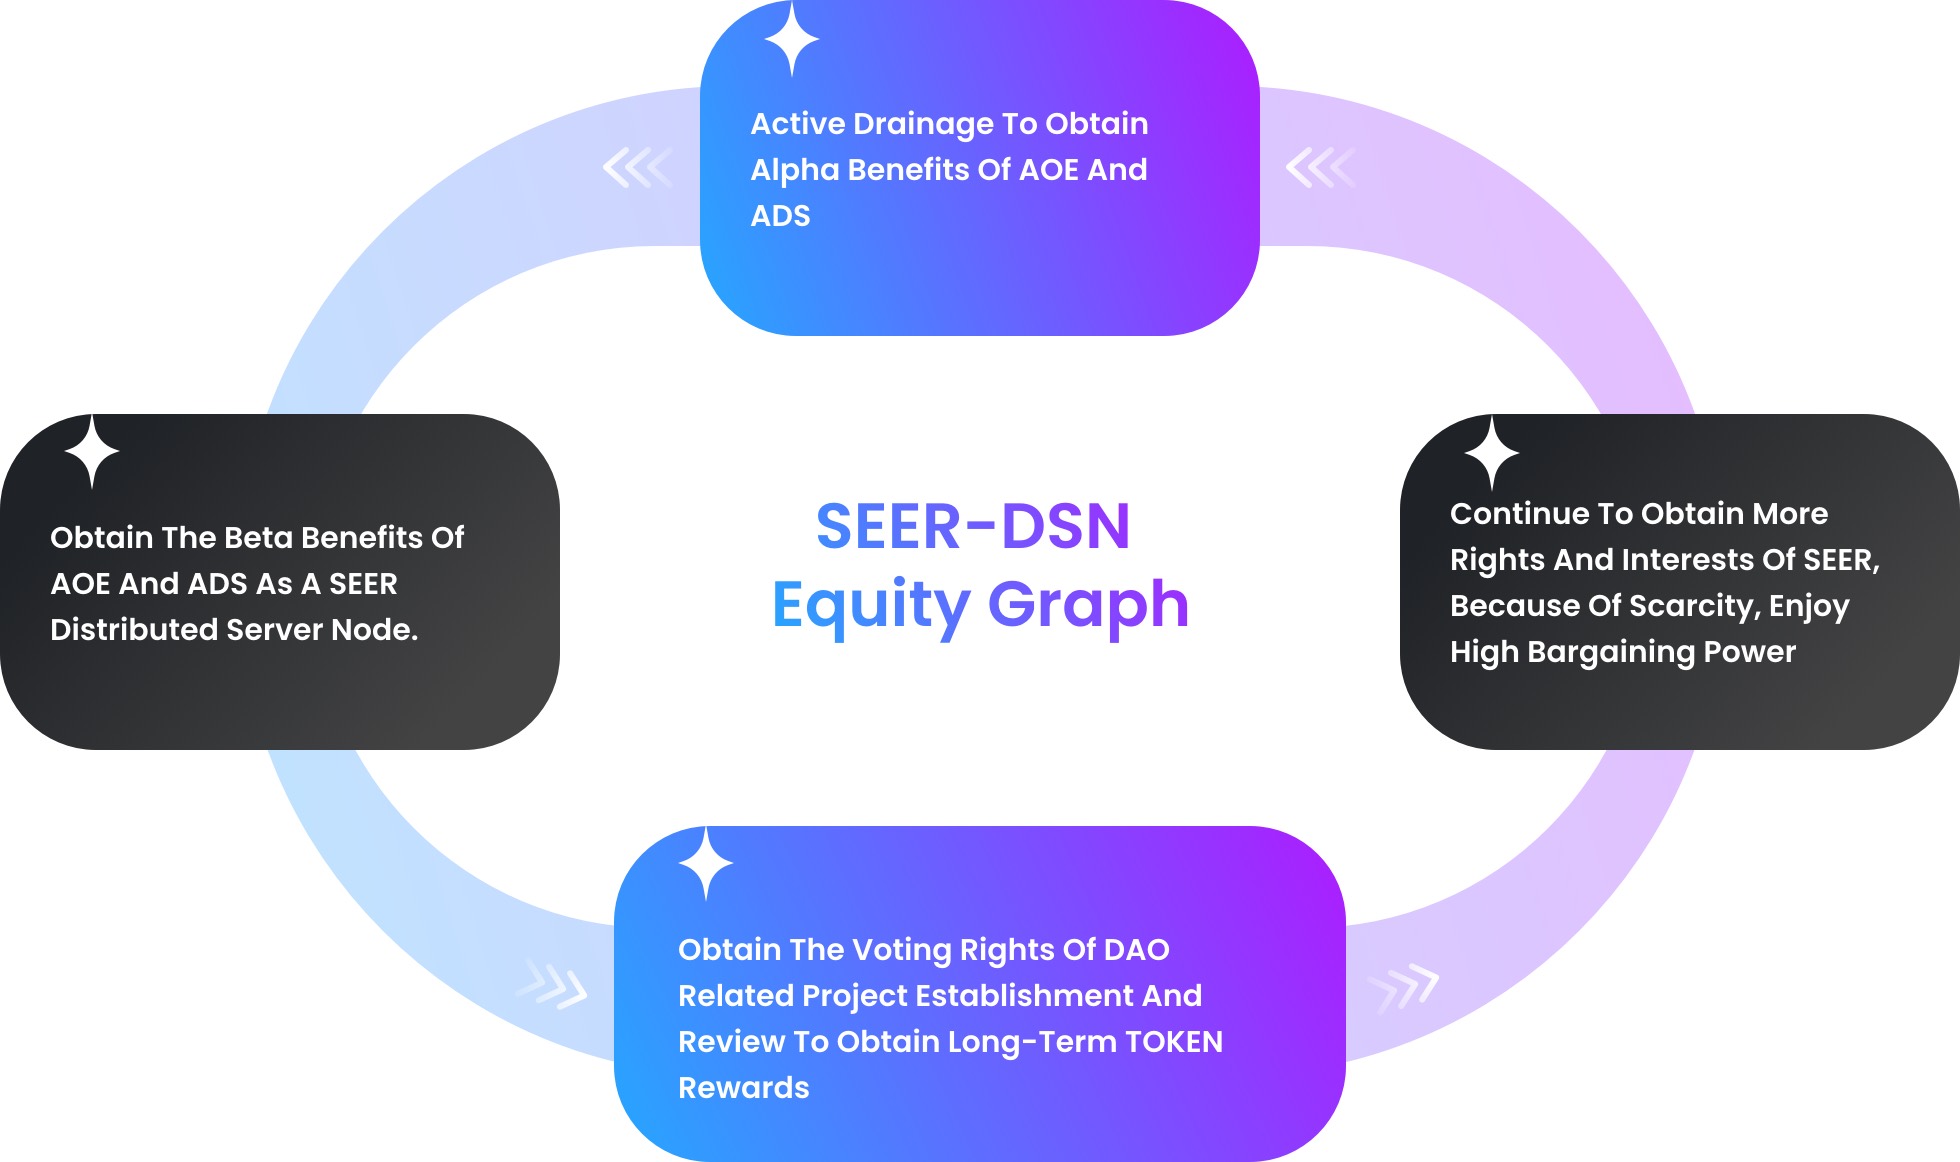 Active Drainage To Obtain
Alpha Benefits Of AOE And
ADS
Obtain The Beta Benefits Of
AOE And ADS As A SEER
Distributed Server Node.
SEER-DSN
Equity Graph
Continue To Obtain More
Rights And Interests Of SEER,
Because Of Scarcity, Enjoy
High Bargaining Power
Obtain The Voting Rights Of DAO
Related Project Establishment And
Review To Obtain Long-Term TOKEN
Rewards